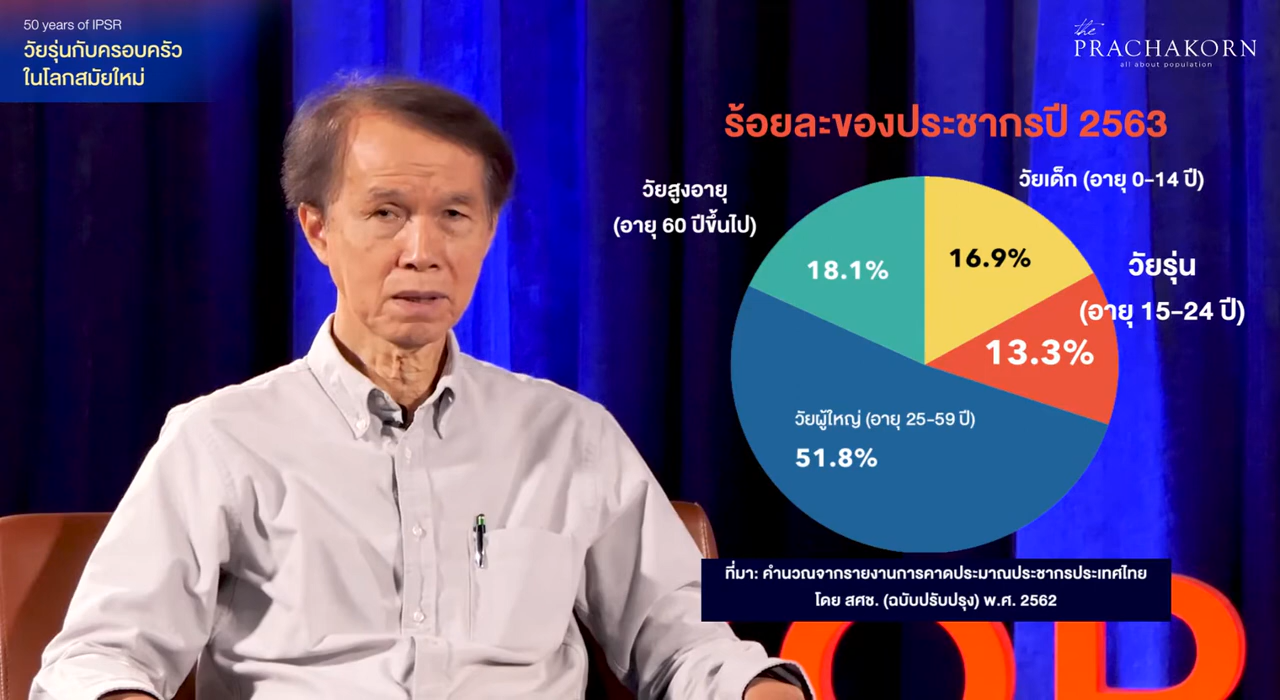 50 years of IPSR
วัยรุ่นกับครอบครัว
ในโลกสมัยใหม่
the
PRACHAKORN
all about population
ร้อยละของประชากรปี 2563
วัยสูงอายุ
(อายุ 60 ปีขึ้นไป)
วัยเด็ก (อายุ 0-14 ปี)
18.1%
16.9%
วัยรุ่น
(อายุ 15-24 ปี)
13.3%
วัยผู้ใหญ่ (อายุ 25-59 ปี)
51.8%
ที่มา: คำนวณจากรายงานการคาดประมาณประชากรประเทศไทย
โดย สศช. (ฉบับปรับปรุง) พ.ศ. 2562